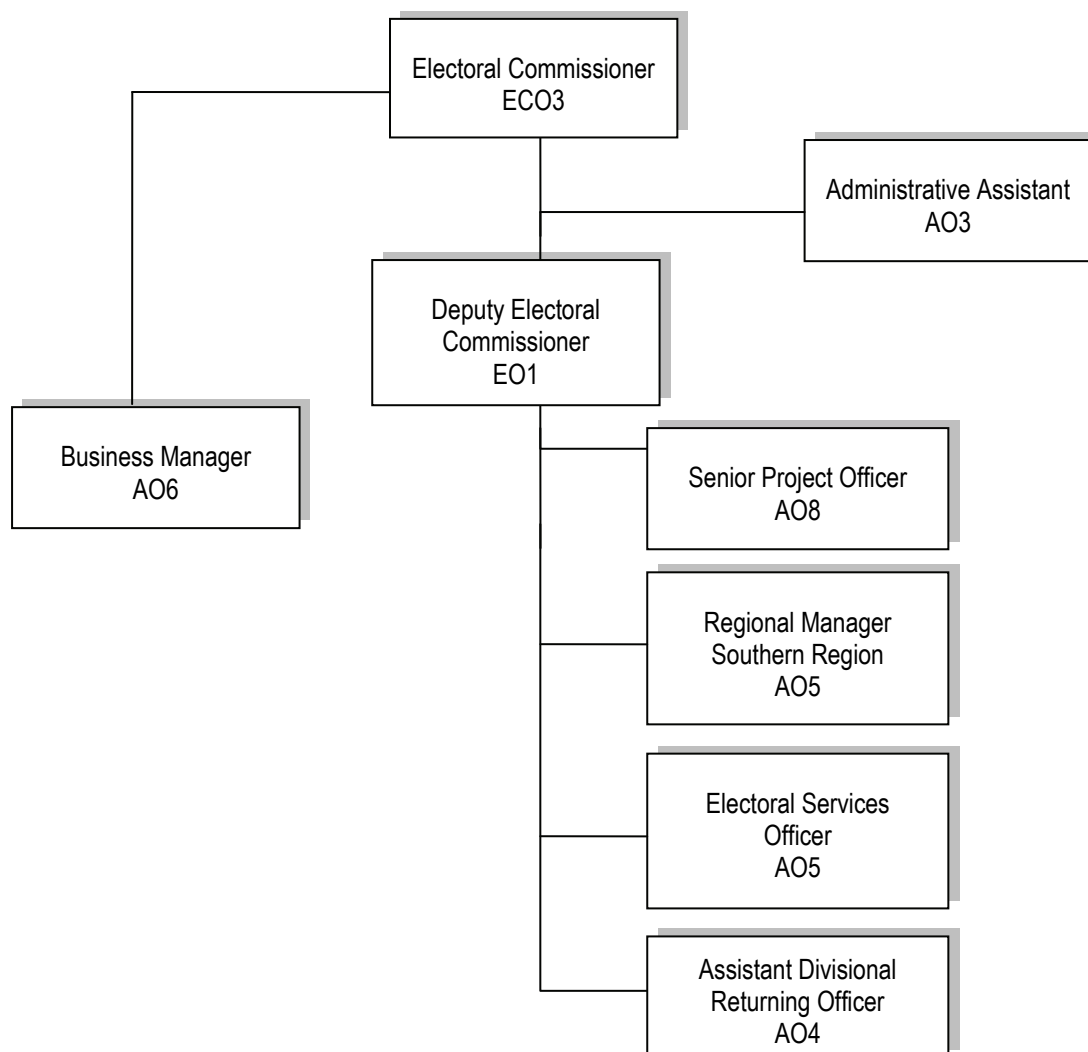 Electoral Commissioner
ECO3
Administrative Assistant
AO3
Deputy Electoral
Commissioner
EO1
Business Manager
AO6
Senior Project Officer
AO8
Regional Manager
Southern Region
AO5
Electoral Services
Officer
AO5
Assistant Divisional
Returning Officer
AO4